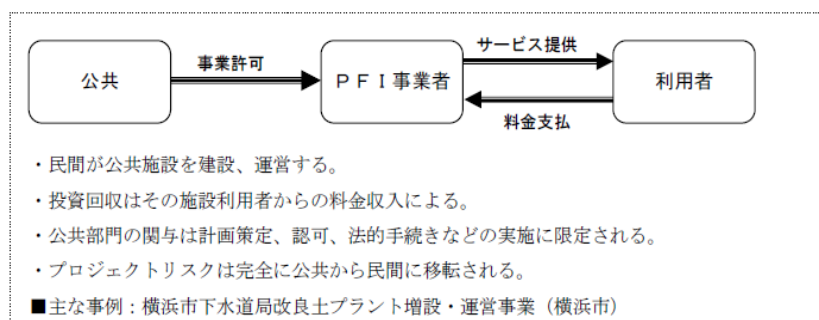 公共
事業許可
ＰＦＩ事業者
サービス提供
料金支払
利用者
・民間が公共施設を建設、運営する。
・投資回収はその施設利用者からの料金収入による。
・公共部門の関与は計画策定、認可、法的手続きなどの実施に限定される。
・プロジェクトリスクは完全に公共から民間に移転される。
■主な事例：横浜市下水道局改良土プラント増設・運営事業（横浜市）